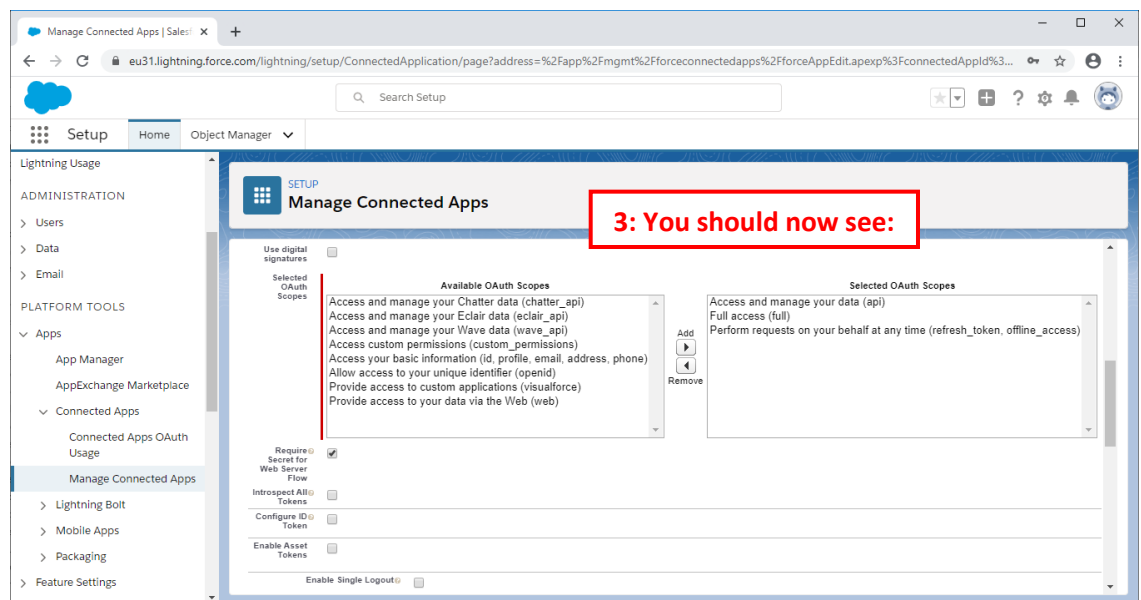 Manage Connected Apps | Salesf
eu31.lightning.force.com/lightning/setup/ConnectedApplication/page?address=%2Fapp%2Fmgmt%2Fforceconnectedapps%2FforceAppEdit.apexp%3FconnectedAppId%3...
Search Setup
Setup
Home
Object Manager
Lightning Usage
ADMINISTRATION
Users
Data
Email
PLATFORM TOOLS
Apps
App Manager
AppExchange Marketplace
Connected Apps
Connected Apps OAuth
Usage
Manage Connected Apps
Lightning Bolt
Mobile Apps
Packaging
Feature Settings
SETUP
Manage Connected Apps
3: You should now see:
Use digital
signatures
Selected
OAuth
Scopes
Available OAuth Scopes
Access and manage your Chatter data (chatter_api)
Access and manage your Eclair data (eclair_api)
Access and manage your Wave data (wave_api)
Access custom permissions (custom_permissions)
Access your basic information (id, profile, email, address, phone)
Allow access to your unique identifier (openid)
Provide access to custom applications (visualforce)
Provide access to your data via the Web (web)
Add
Remove
Selected OAuth Scopes
Access and manage your data (api)
Full access (full)
Perform requests on your behalf at any time (refresh_token, offline_access)
Require
Secret for
Web Server
Flow
Introspect All
Tokens
Configure ID
Token
Enable Asset
Tokens
Enable Single Logout